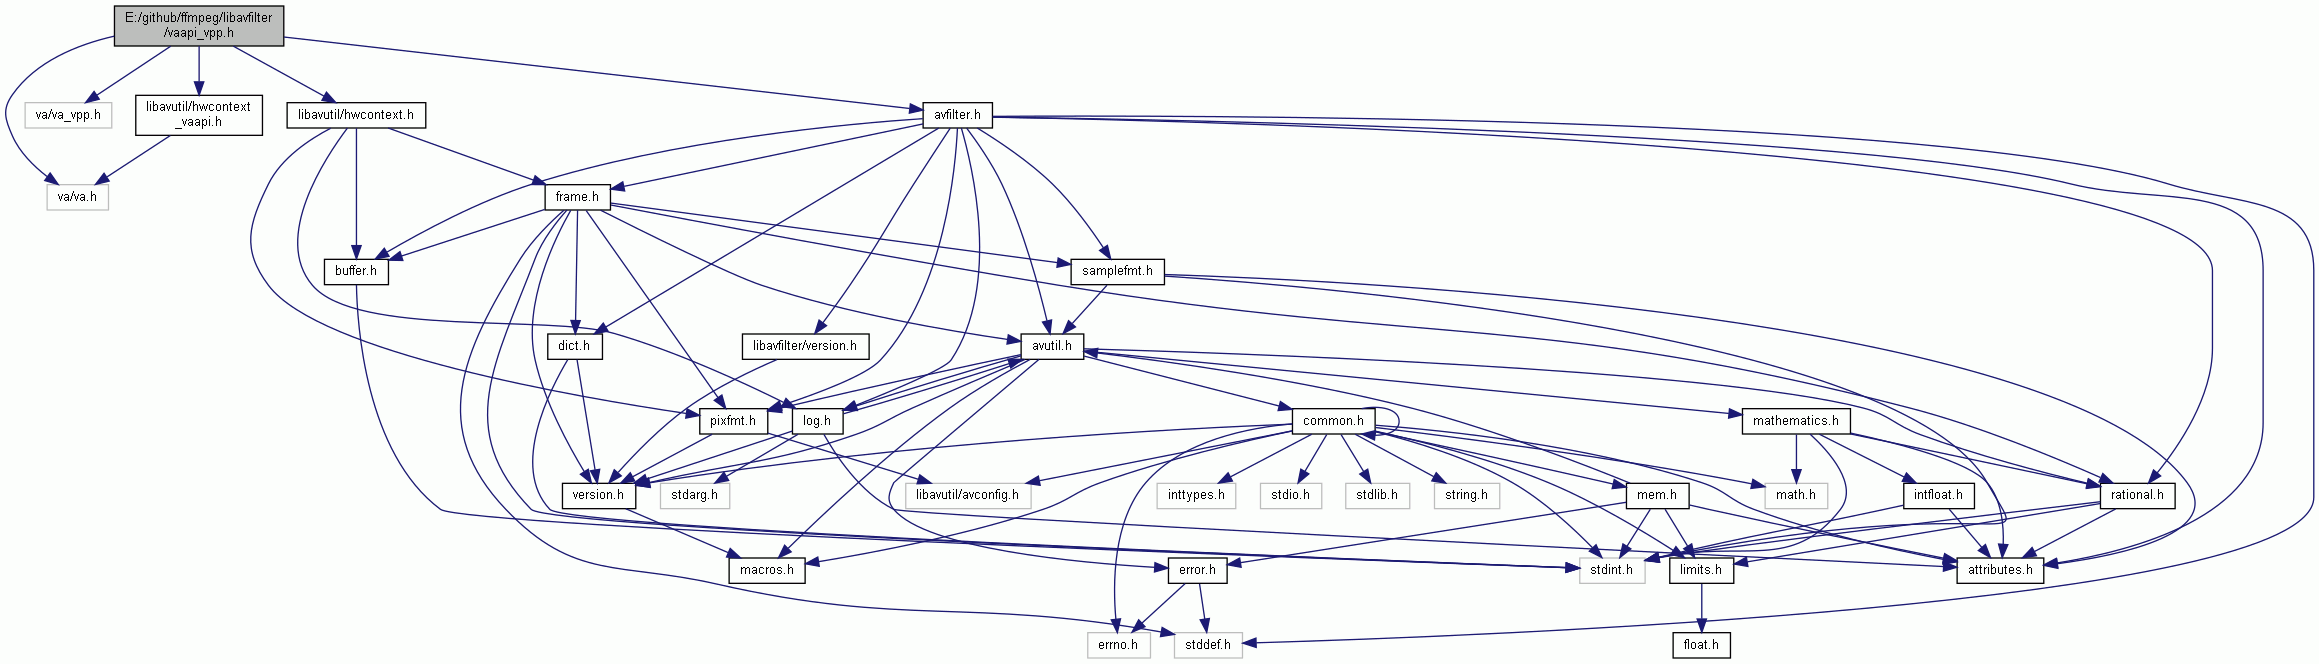 E:/github/ffmpeg/libavfilter
/vaapi_vpp.h
va/va_vpp.h
libavutil/hwcontext
_vaapi.h
libavutil/hwcontext.h
avfilter.h
va/va.h
frame.h
buffer.h
samplefmt.h
dict.h
libavfilter/version.h
avutil.h
pixfmt.h
log.h
common.h
mathematics.h
version.h
stdarg.h
libavutil/avconfig.h
inttypes.h
stdio.h
stdlib.h
string.h
mem.h
math.h
intfloat.h
rational.h
macros.h
error.h
stdint.h
limits.h
attributes.h
errno.h
stddef.h
float.h